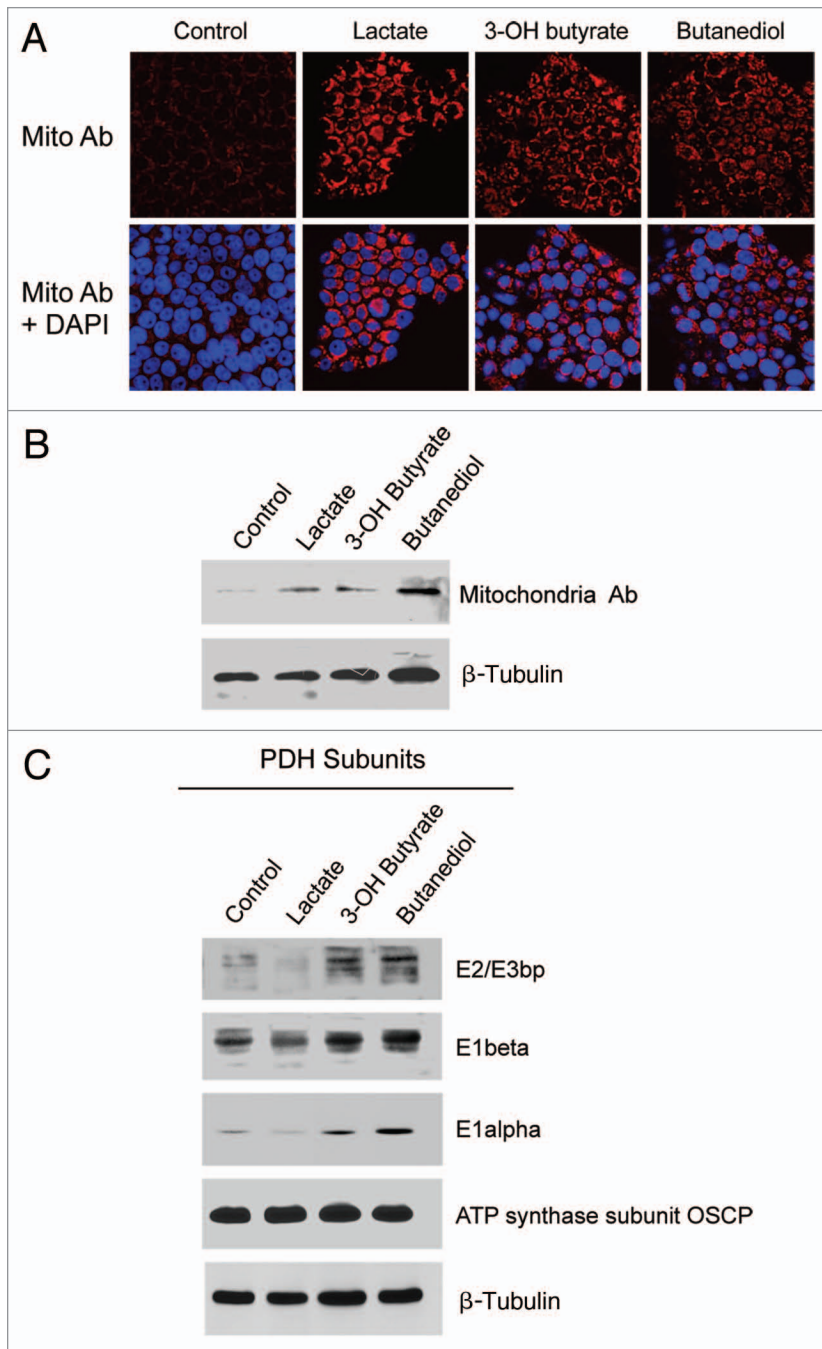 A
Control Lactate 3-OH butyrate Butanediol
Mito Ab
Mito Ab
+ DAPI
B
Control Lactate 3-OH Butyrate Butanediol
Mitochondria Ab
β-Tubulin
C
PDH Subunits
Control Lactate 3-OH Butyrate Butanediol
E2/E3bp
E1beta
E1alpha
ATP synthase subunit OSCP
β-Tubulin